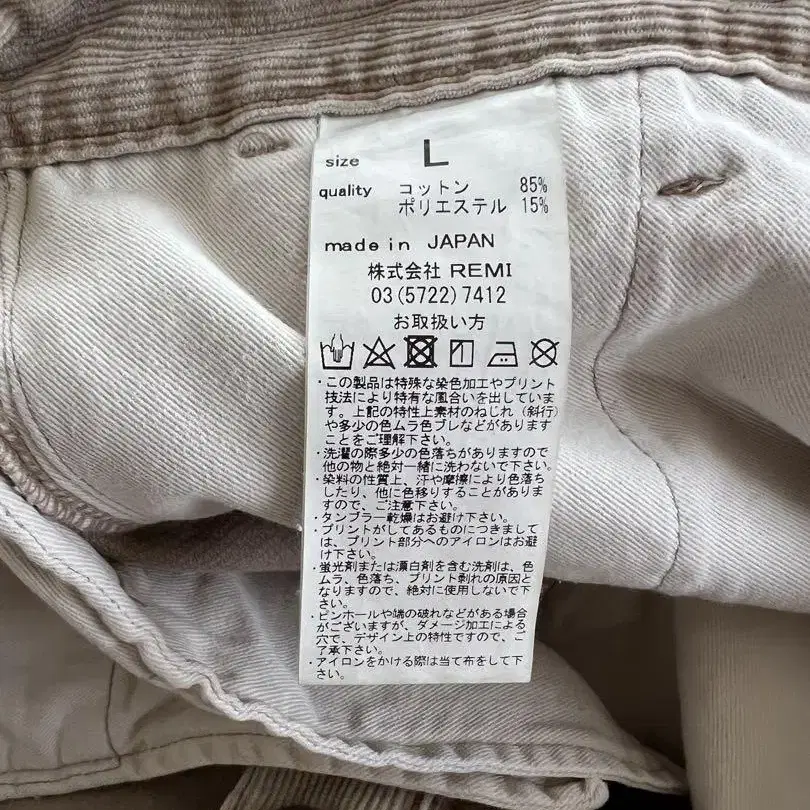 size L
quality コットン 85%
ポリエステル 15%
made in JAPAN
株式会社 REMI
03(5722)7412
お取扱い方
・この製品は特殊な染色加工やプリント
技法により特有な風合いを出していま
す。上記の特性上素材のねじれ（斜行）
や多少の色ムラ色ブレなどがあります
ことをご理解下さい。
・洗濯の際多少の色落ちがありますので
他の物と絶対一緒に洗わないで下さい。
・染料の性質上、汗や摩擦により色落ち
したり、他に色移りすることがありま
すので、ご注意下さい。
・タンブラー乾燥はお避け下さい。
・プリントがしてあるものにつきまして
は、プリント部分へのアイロンはお避
け下さい。
・蛍光剤または漂白剤を含む洗剤は、色
ムラ、色落ち、プリント剥れの原因と
なりますので、絶対に使用しないで下
さい。
・ピンホールや端の破れなどがある場合
がございますが、ダメージ加工による
穴で、デザイン上の特性ですので、ご
了承下さい。
・アイロンをかける際は当て布をして下
さい。